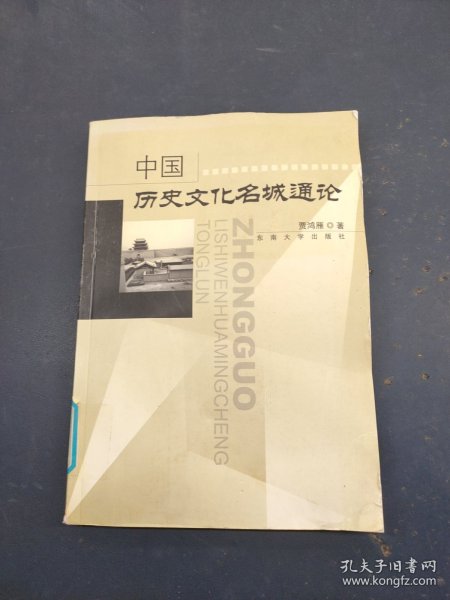 中国
历史文化名城通论
贾鸿雁◎著
东南大学出版社
ZHONGGUO
LISHIWENHUAMINGCHENG
TONGLUN
孔夫子旧书网
www.kongfz.com